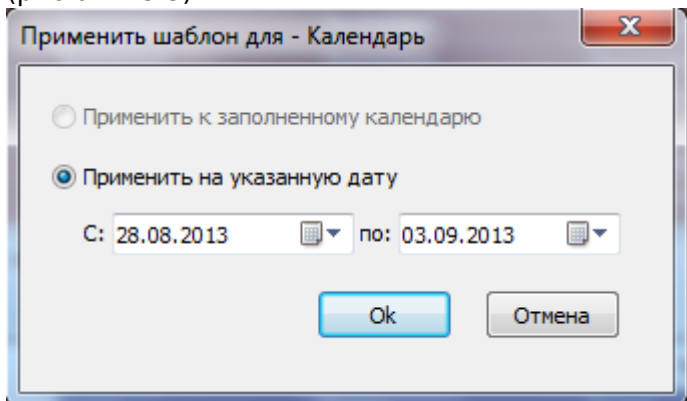 Применить шаблон для - Календарь
Применить к заполненному календарю
Применить на указанную дату
С: 28.08.2013 по: 03.09.2013
Ok Отмена